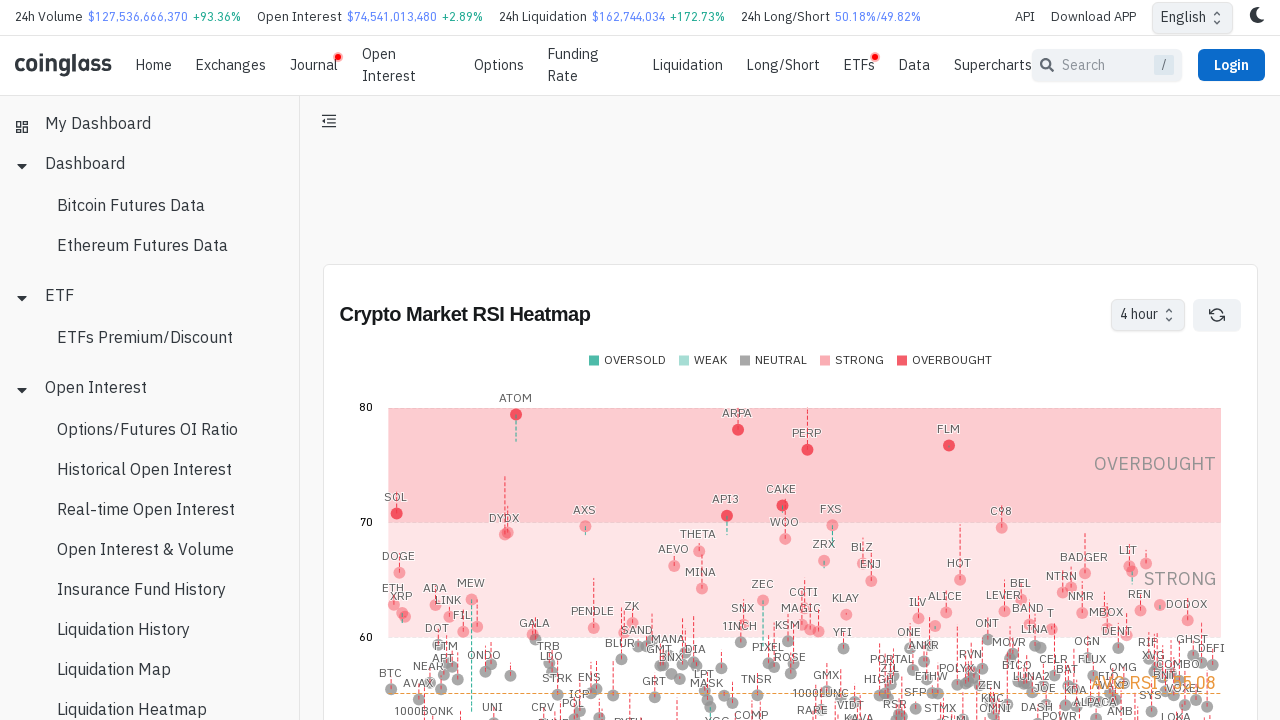 24h Volume $127,536,666,370 +93.36% Open Interest $74,541,013,480 +2.89% 24h Liquidation $162,744,034 +172.73% 24h Long/Short 50.18%/49.82% API Download APP English
coinglass Home Exchanges Journal Open Interest Options Funding Rate Liquidation Long/Short ETFs Data Supercharts Search / Login
My Dashboard
Dashboard
Bitcoin Futures Data
Ethereum Futures Data
ETF
ETFs Premium/Discount
Open Interest
Options/Futures OI Ratio
Historical Open Interest
Real-time Open Interest
Open Interest & Volume
Insurance Fund History
Liquidation History
Liquidation Map
Liquidation Heatmap
Crypto Market RSI Heatmap 4 hour
OVERSOLD WEAK NEUTRAL STRONG OVERBOUGHT
ATOM
80
ARPA
PERP FLM
OVERBOUGHT
SOL API3 CAKE
DYDX AXS WOO FXS C98
70
THETA
DOGE AEVO ZRX BLZ BADGER LIT
MINA ENJ HOT NTRN STRONG
ETH ADA MEW ZEC BEL
XRP LINK COTI KLAY ILV ALICE LEVER NMR REN DODOX
FIL PENDLE ZK SNX MAGIC BAND T MBOX
DOT GALA SAND 1INCH KSM YFI ONE ONT LINA DENT
60
FTM TRB BLUR MANA PIXEL ANKR MOVR OGN GHST
ONDO LDO GMT DIA ROSE PORTAL RYN CELR FLUX DEFI
NEAR BNX ZIL POLYX BICO BAT OMG COMBO
BTC STRK ENS LPT TNSR GMX HIGH ETHW LUNA2
AVAX GRT MASK SFP ZEN JOE VOXEL
1000BONK UNI CRV POL COMP RARE VIDT RSR STMX OMNI DASH ALPACA AMB SYS
KAVA POWR LOKA